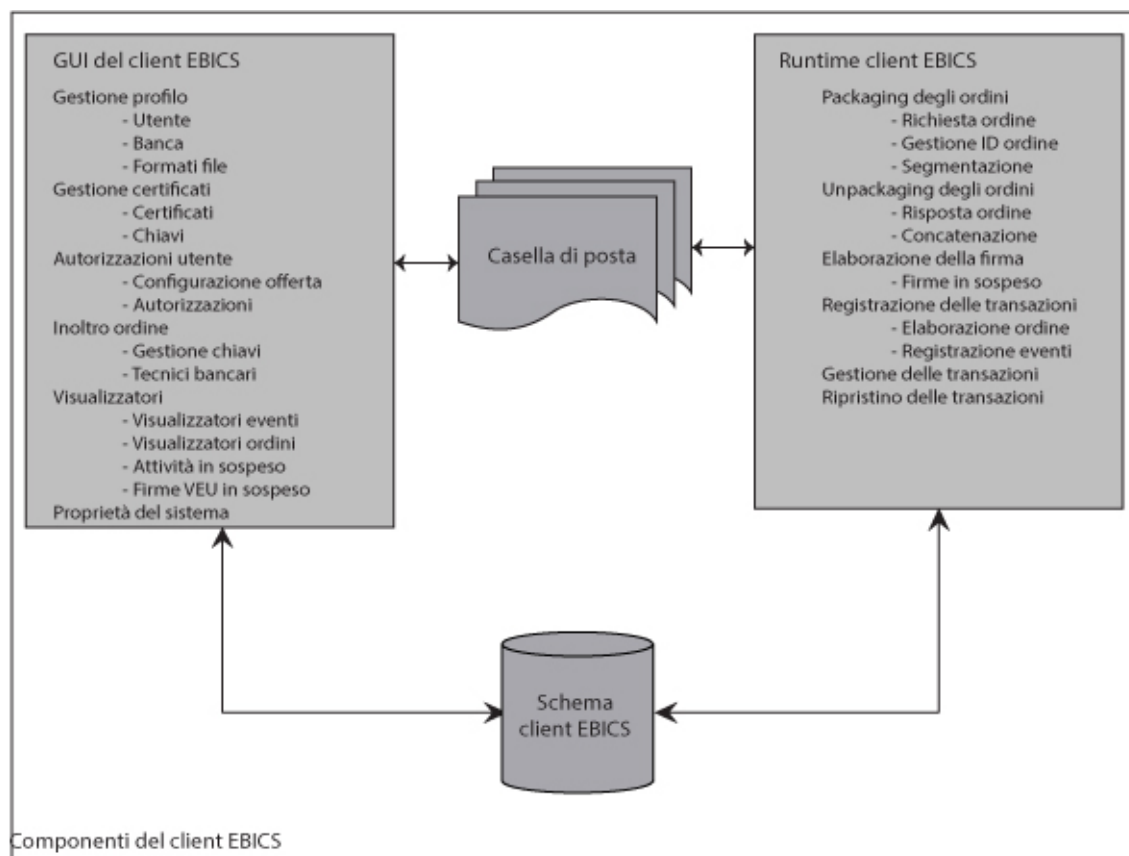 GUI del client EBICS
Gestione profilo
- Utente
- Banca
- Formati file
Gestione certificati
- Certificati
- Chiavi
Autorizzazioni utente
- Configurazione offerta
- Autorizzazioni
Inoltro ordine
- Gestione chiavi
- Tecnici bancari
Visualizzatori
- Visualizzatori eventi
- Visualizzatori ordini
- Attività in sospeso
- Firme VEU in sospeso
Proprietà del sistema
Casella di posta
Runtime client EBICS
Packaging degli ordini
- Richiesta ordine
- Gestione ID ordine
- Segmentazione
Unpackaging degli ordini
- Risposta ordine
- Concatenazione
Elaborazione della firma
- Firme in sospeso
Registrazione delle transazioni
- Elaborazione ordine
- Registrazione eventi
Gestione delle transazioni
Ripristino delle transazioni
Schema
client EBICS
Componenti del client EBICS